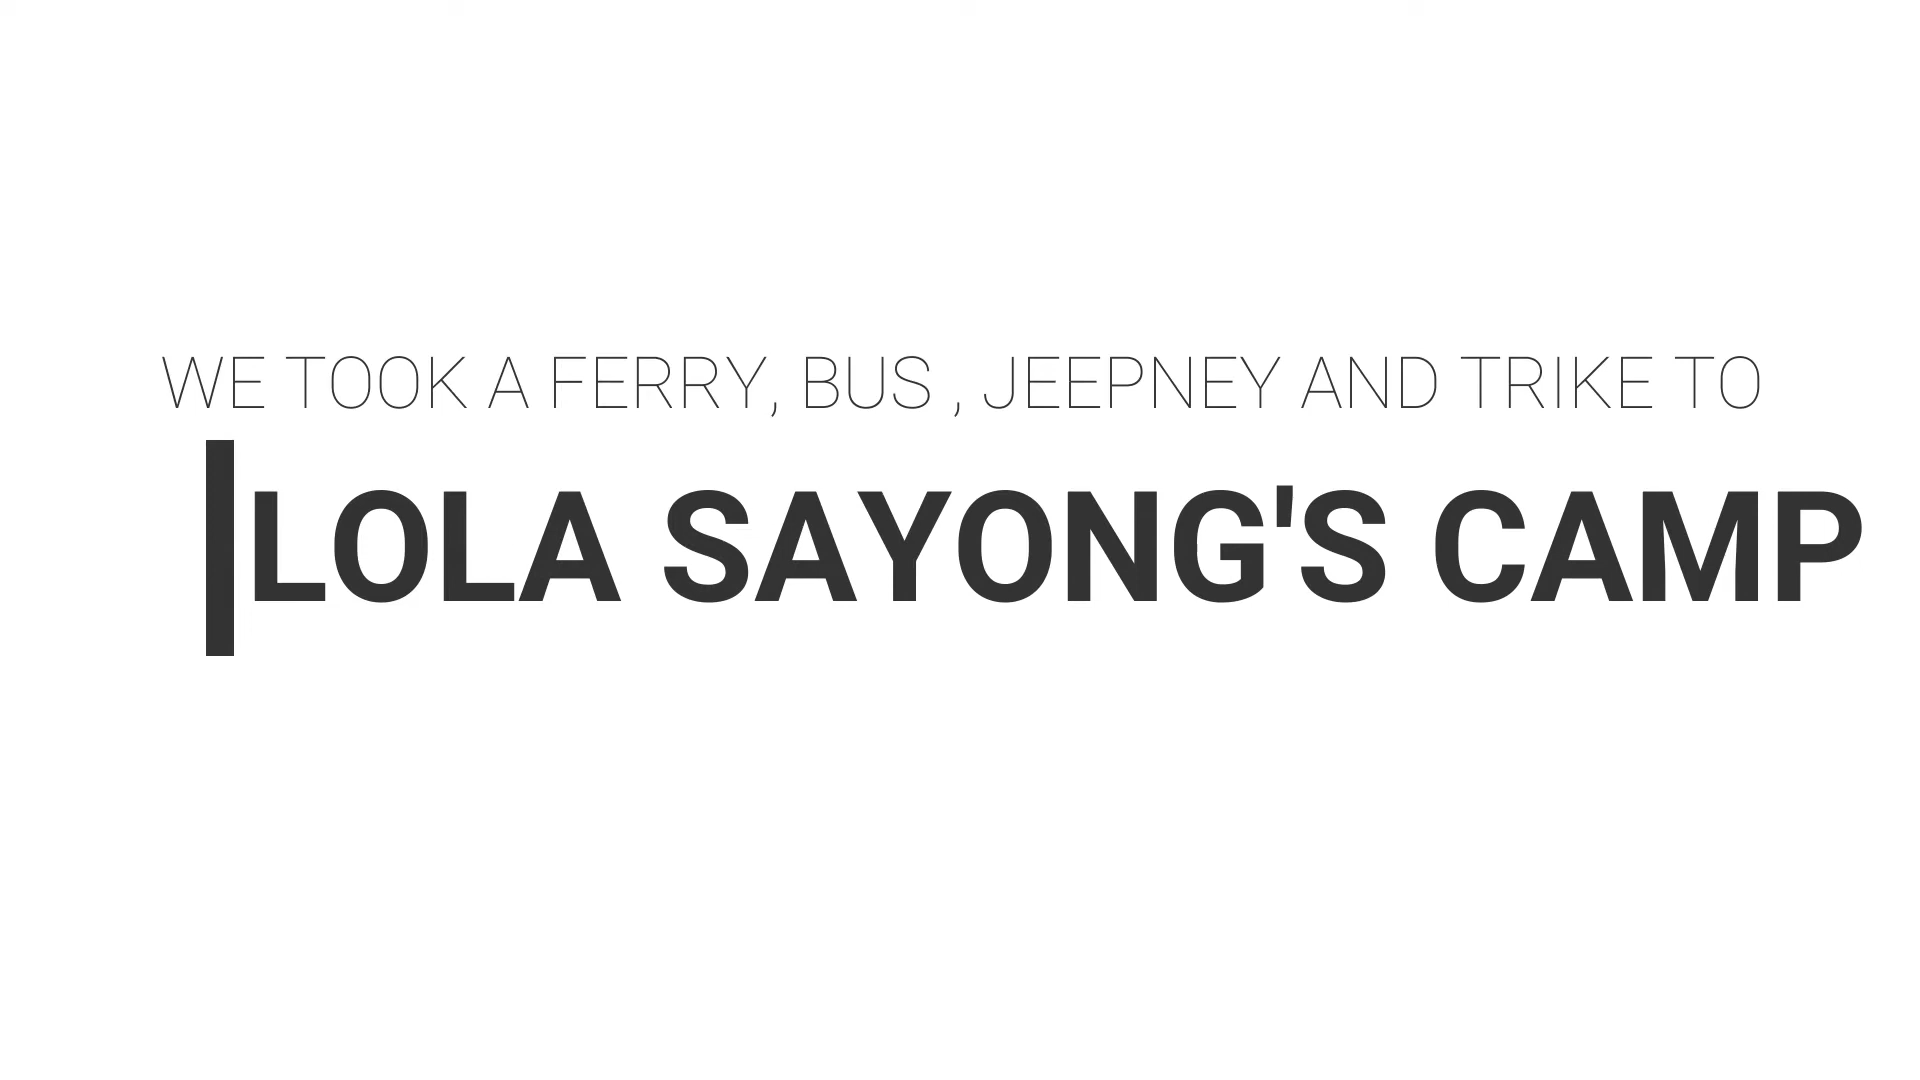 WE TOOK A FERRY, BUS , JEEPNEY AND TRIKE TO
LOLA SAYONG'S CAMP